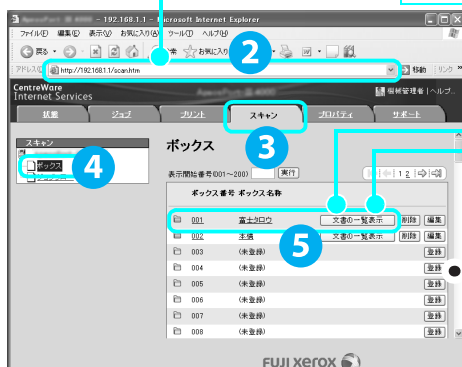 - 192.168.1.1 - Microsoft Internet Explorer
ファイル(F) 編集(E) 表示(V) お気に入り(A) ツール(T) ヘルプ(H)
戻る お気に入り
2
アドレス(D) http://192.168.1.1/scan.htm 移動 リンク »
CentreWare
Internet Services
機械管理者 | ヘルプ..
状態 ジョブ プリント スキャン プロパティ サポート
3
スキャン
ボックス
4
ボックス
表示開始番号(001~200) 実行 1 2
ボックス番号 ボックス名称
001 富士タロウ 文書の一覧表示 削除 編集
5
002 本橋 文書の一覧表示 削除 編集
003 (未登録) 登録
004 (未登録) 登録
005 (未登録) 登録
006 (未登録) 登録
007 (未登録) 登録
008 (未登録) 登録
FUJI XEROX